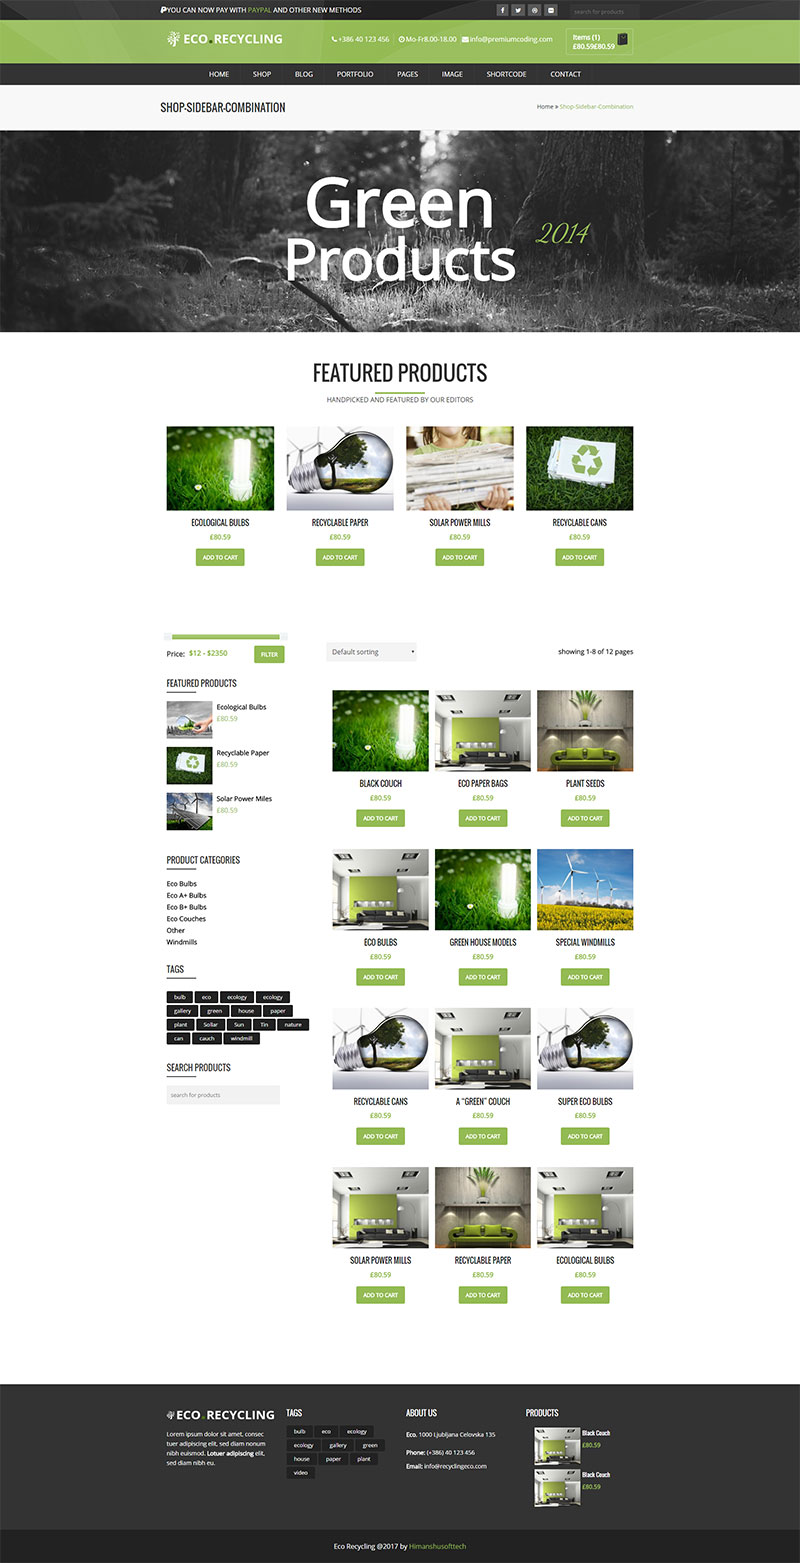 YOU CAN NOW PAY WITH PAYPAL AND OTHER NEW METHODS
search for products
ECO.RECYCLING
+386 40 123 456
Mo-Fr8.00-18.00
info@premiumcoding.com
Items (1)
£80.59£80.59
HOME SHOP BLOG PORTFOLIO PAGES IMAGE SHORTCODE CONTACT
SHOP-SIDEBAR-COMBINATION
Home » Shop-Sidebar-Combination
Green
Products
2014
FEATURED PRODUCTS
HANDPICKED AND FEATURED BY OUR EDITORS
ECOLOGICAL BULBS RECYCLABLE PAPER SOLAR POWER MILLS RECYCLABLE CANS
£80.59 £80.59 £80.59 £80.59
ADD TO CART ADD TO CART ADD TO CART ADD TO CART
Price: $12 - $2350 FILTER
FEATURED PRODUCTS
Ecological Bulbs
£80.59
Recyclable Paper
£80.59
Solar Power Miles
£80.59
PRODUCT CATEGORIES
Eco Bulbs
Eco A+ Bulbs
Eco B+ Bulbs
Eco Couches
Other
Windmills
TAGS
bulb eco ecology ecology
gallery green house paper
plant Sollar Sun Tin nature
can cauch windmill
SEARCH PRODUCTS
search for products
Default sorting
showing 1-8 of 12 pages
BLACK COUCH ECO PAPER BAGS PLANT SEEDS
£80.59 £80.59 £80.59
ADD TO CART ADD TO CART ADD TO CART
ECO BULBS GREEN HOUSE MODELS SPECIAL WINDMILLS
£80.59 £80.59 £80.59
ADD TO CART ADD TO CART ADD TO CART
RECYCLABLE CANS A “GREEN” COUCH SUPER ECO BULBS
£80.59 £80.59 £80.59
ADD TO CART ADD TO CART ADD TO CART
SOLAR POWER MILLS RECYCLABLE PAPER ECOLOGICAL BULBS
£80.59 £80.59 £80.59
ADD TO CART ADD TO CART ADD TO CART
ECO.RECYCLING
Lorem ipsum dolor sit amet, consec
tuer adipiscing elit, sed diam nonum
nibh euismod. Lotuer adipiscing elit,
sed diam nibh eu.
TAGS
bulb eco ecology
ecology gallery green
house paper plant
video
ABOUT US
Eco. 1000 Ljubljana Celovska 135
Phone: (+386) 40 123 456
Email: info@recyclingeco.com
PRODUCTS
Black Couch
£80.59
Black Couch
£80.59
Eco Recycling @2017 by Himanshusofttech